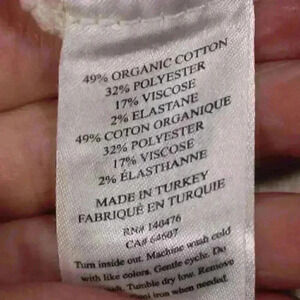 49% ORGANIC COTTON
32% POLYESTER
17% VISCOSE
2% ELASTANE
49% COTON ORGANIQUE
32% POLYESTER
17% VISCOSE
2% ÉLASTHANNE
MADE IN TURKEY
FABRIQUÉ EN TURQUIE
RN# 140476
CA# 64607
Turn inside out. Machine wash cold
with like colors. Gentle cycle. Do
Tumble dry low. Remove
iron when needed.